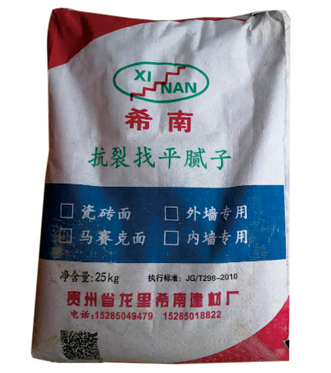 XI
NAN
希南
抗裂找平腻子
瓷砖面 外墙专用
马赛克面 内墙专用
净含量:25kg 执行标准: JG/T298-2010
贵州省龙里希南建材厂
电话:15285049479 15285018822